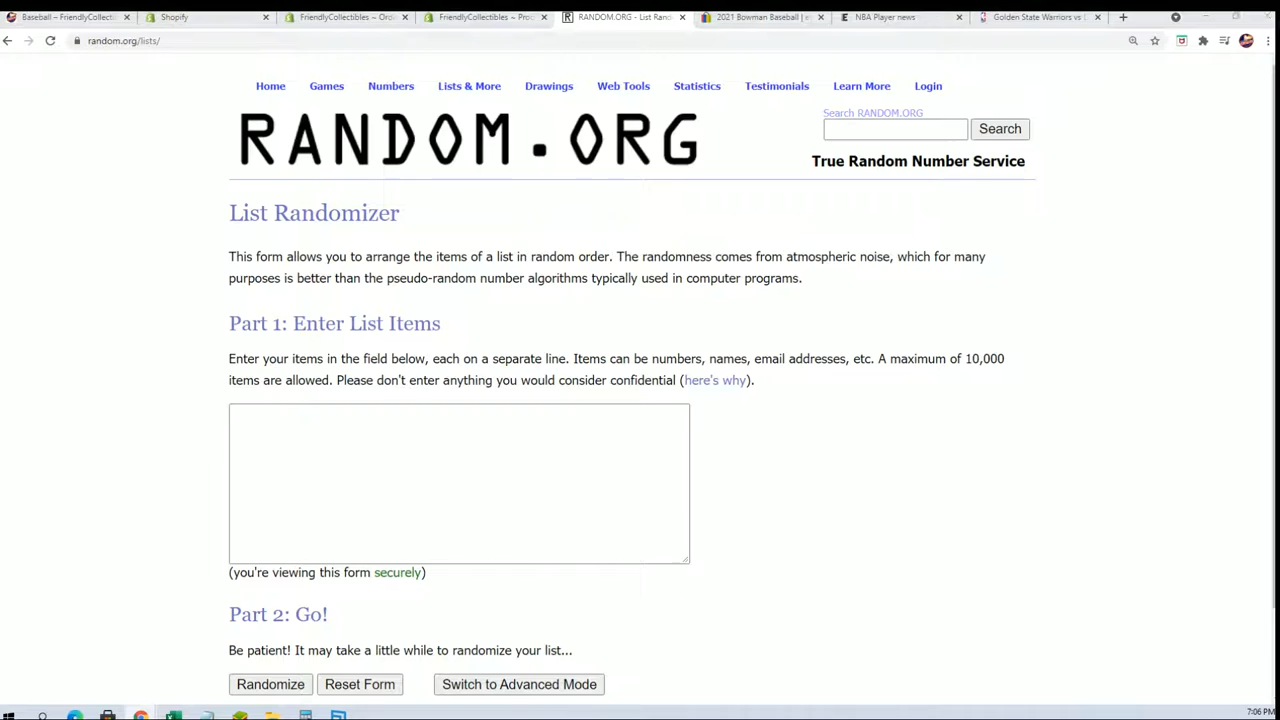 Baseball – FriendlyCollectibles
Shopify
FriendlyCollectibles ~ Ord
FriendlyCollectibles ~ Proc
RANDOM.ORG - List Rand
2021 Bowman Baseball | e
NBA Player news
Golden State Warriors vs
random.org/lists/
Home Games Numbers Lists & More Drawings Web Tools Statistics Testimonials Learn More Login
RANDOM.ORG
Search RANDOM.ORG
Search
True Random Number Service
List Randomizer
This form allows you to arrange the items of a list in random order. The randomness comes from atmospheric noise, which for many
purposes is better than the pseudo-random number algorithms typically used in computer programs.
Part 1: Enter List Items
Enter your items in the field below, each on a separate line. Items can be numbers, names, email addresses, etc. A maximum of 10,000
items are allowed. Please don't enter anything you would consider confidential (here's why).
(you're viewing this form securely)
Part 2: Go!
Be patient! It may take a little while to randomize your list...
Randomize Reset Form Switch to Advanced Mode
7:06 PM